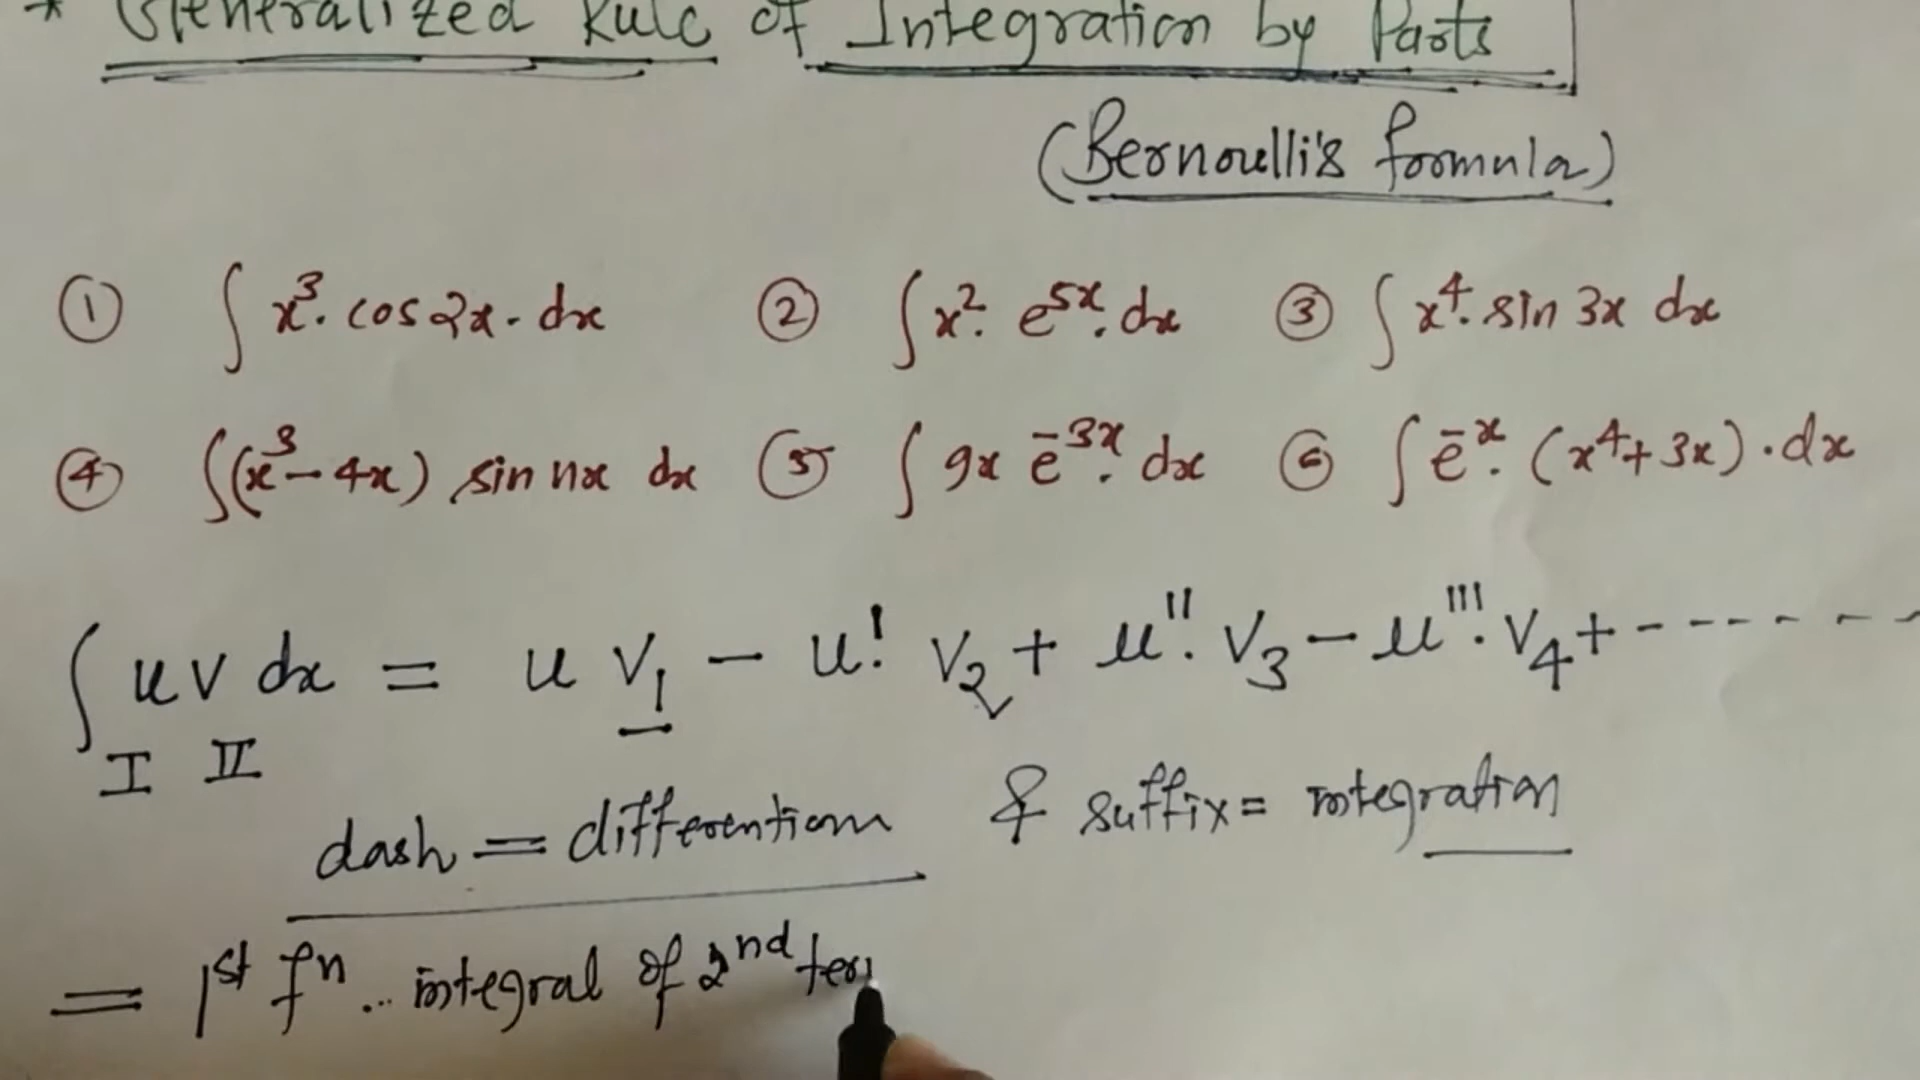 * Generalized Rule of Integration by Parts
(Bernoulli's formula)
① ∫ x³. cos2x. dx ② ∫ x². e^5x. dx ③ ∫ x⁴. sin 3x dx
④ ∫(x³ - 4x) sin nx dx ⑤ ∫ 9x e^-3x. dx ⑥ ∫ e^-x. (x⁴ + 3x). dx
∫ u v dx = u v₁ - u'. v₂ + u''. v₃ - u'''. v₄ + -------
I II
dash = differention & suffix = integration
= 1st fn .. integral of 2nd ter